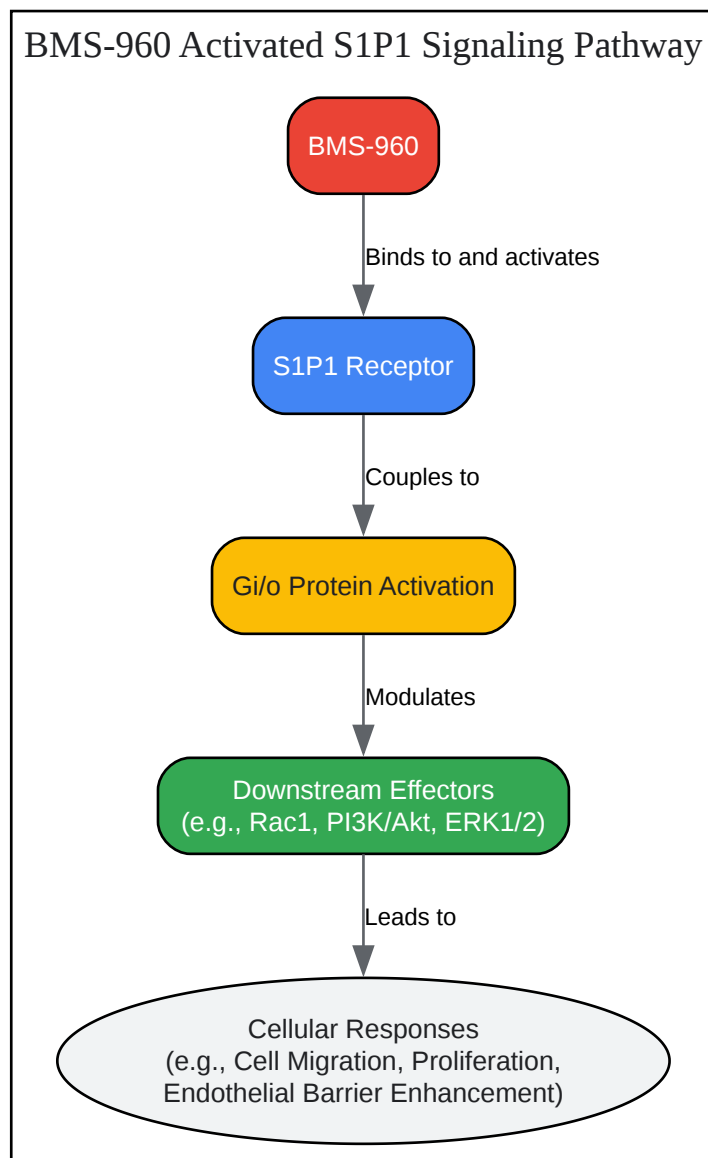 BMS-960 Activated S1P1 Signaling Pathway
BMS-960
Binds to and activates
S1P1 Receptor
Couples to
Gi/o Protein Activation
Modulates
Downstream Effectors
(e.g., Rac1, PI3K/Akt, ERK1/2)
Leads to
Cellular Responses
(e.g., Cell Migration, Proliferation,
Endothelial Barrier Enhancement)